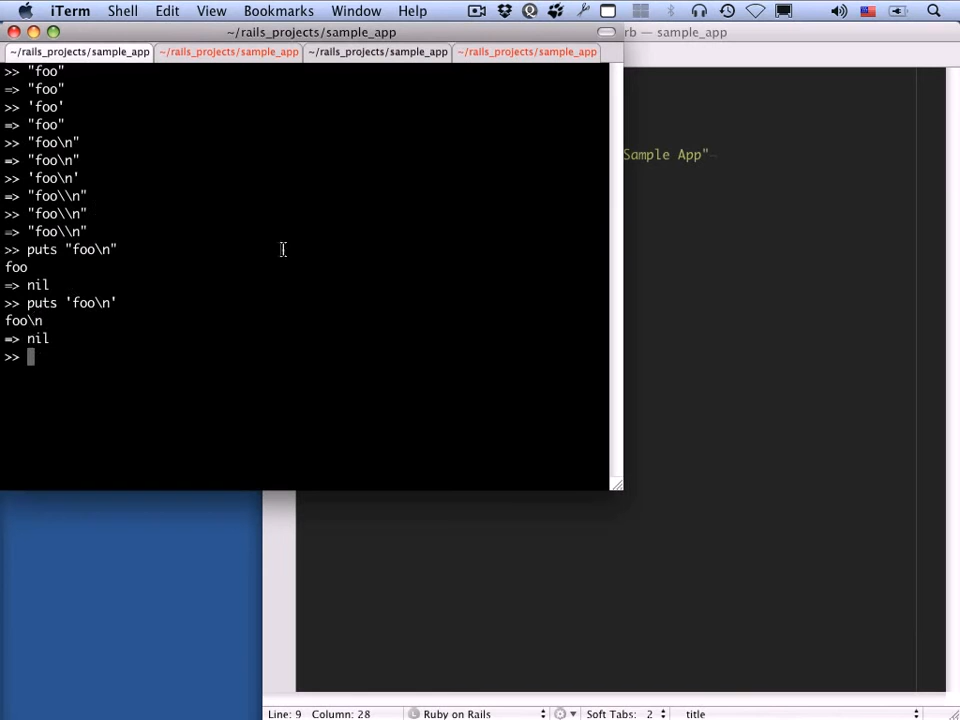 iTerm Shell Edit View Bookmarks Window Help
~/rails_projects/sample_app
rb — sample_app
~/rails_projects/sample_app ~/rails_projects/sample_app ~/rails_projects/sample_app ~/rails_projects/sample_app
>> "foo"
=> "foo"
>> 'foo'
=> "foo"
>> "foo\n"
=> "foo\n"
>> 'foo\n'
=> "foo\\n"
>> "foo\\n"
=> "foo\\n"
>> puts "foo\n"
foo
=> nil
>> puts 'foo\n'
foo\n
=> nil
>>
Sample App"
Line: 9 Column: 28 Ruby on Rails Soft Tabs: 2 title